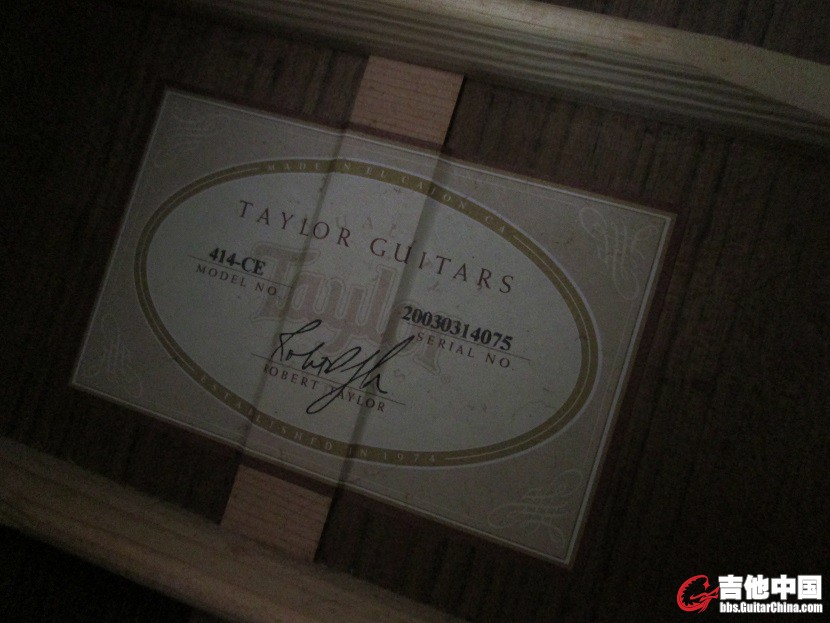 MADE IN EL CAJON, CA
TAYLOR GUITARS
414-CE
MODEL NO.
Taylor
20030314075
SERIAL NO.
ROBERT TAYLOR
ESTABLISHED IN 1974
吉他中国
bbs.GuitarChina.com